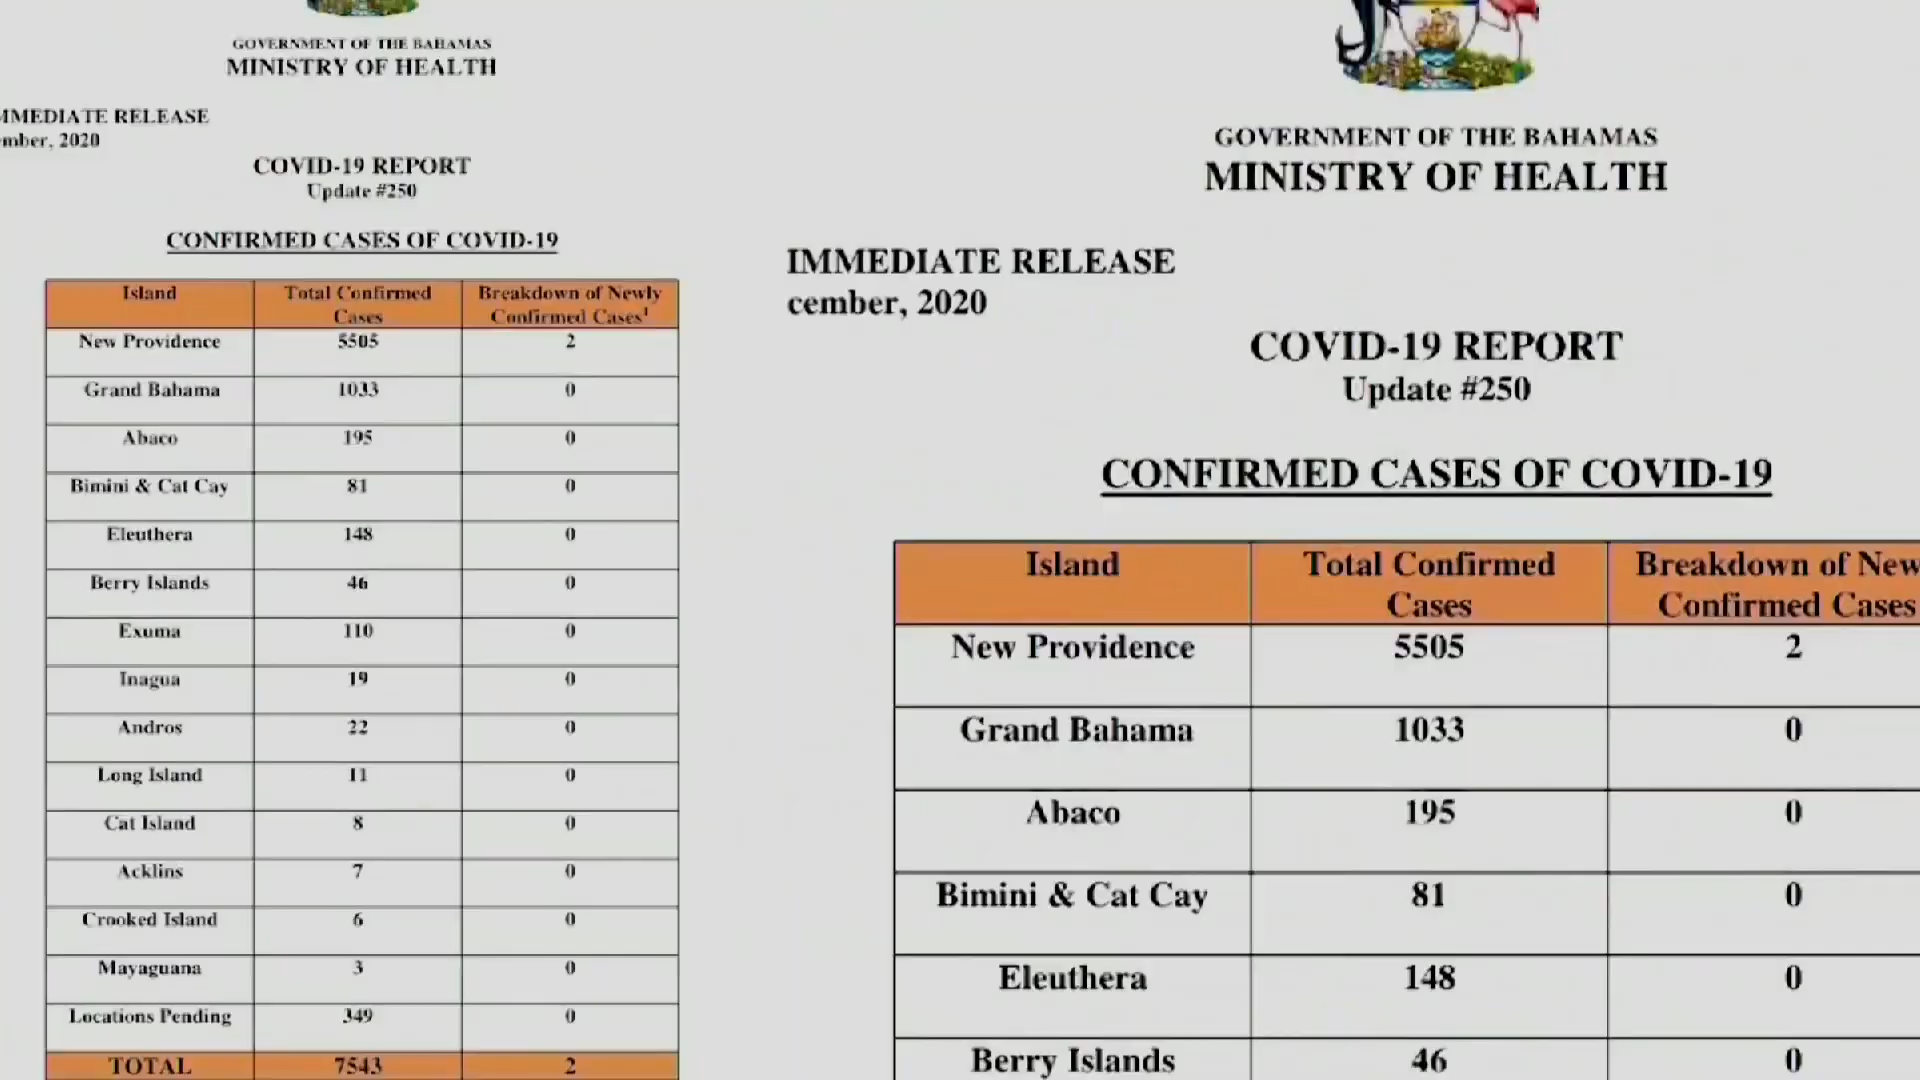 GOVERNMENT OF THE BAHAMAS
MINISTRY OF HEALTH
MMEDIATE RELEASE
mber, 2020
COVID-19 REPORT
Update #250
CONFIRMED CASES OF COVID-19
Island Total Confirmed Cases Breakdown of Newly Confirmed Cases¹
New Providence 5505 2
Grand Bahama 1033 0
Abaco 195 0
Bimini & Cat Cay 81 0
Eleuthera 148 0
Berry Islands 46 0
Exuma 110 0
Inagua 19 0
Andros 22 0
Long Island 11 0
Cat Island 8 0
Acklins 7 0
Crooked Island 6 0
Mayaguana 3 0
Locations Pending 349 0
TOTAL 7543 2
GOVERNMENT OF THE BAHAMAS
MINISTRY OF HEALTH
IMMEDIATE RELEASE
cember, 2020
COVID-19 REPORT
Update #250
CONFIRMED CASES OF COVID-19
Island Total Confirmed Cases Breakdown of New Confirmed Cases
New Providence 5505 2
Grand Bahama 1033 0
Abaco 195 0
Bimini & Cat Cay 81 0
Eleuthera 148 0
Berry Islands 46 0